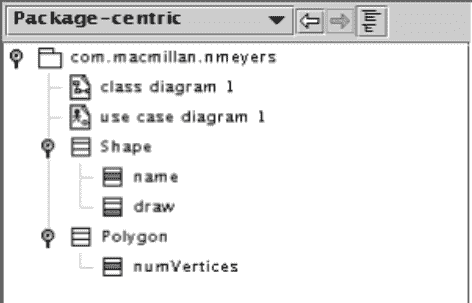 Package-centric
com.macmillan.nmeyers
class diagram 1
use case diagram 1
Shape
name
draw
Polygon
numVertices